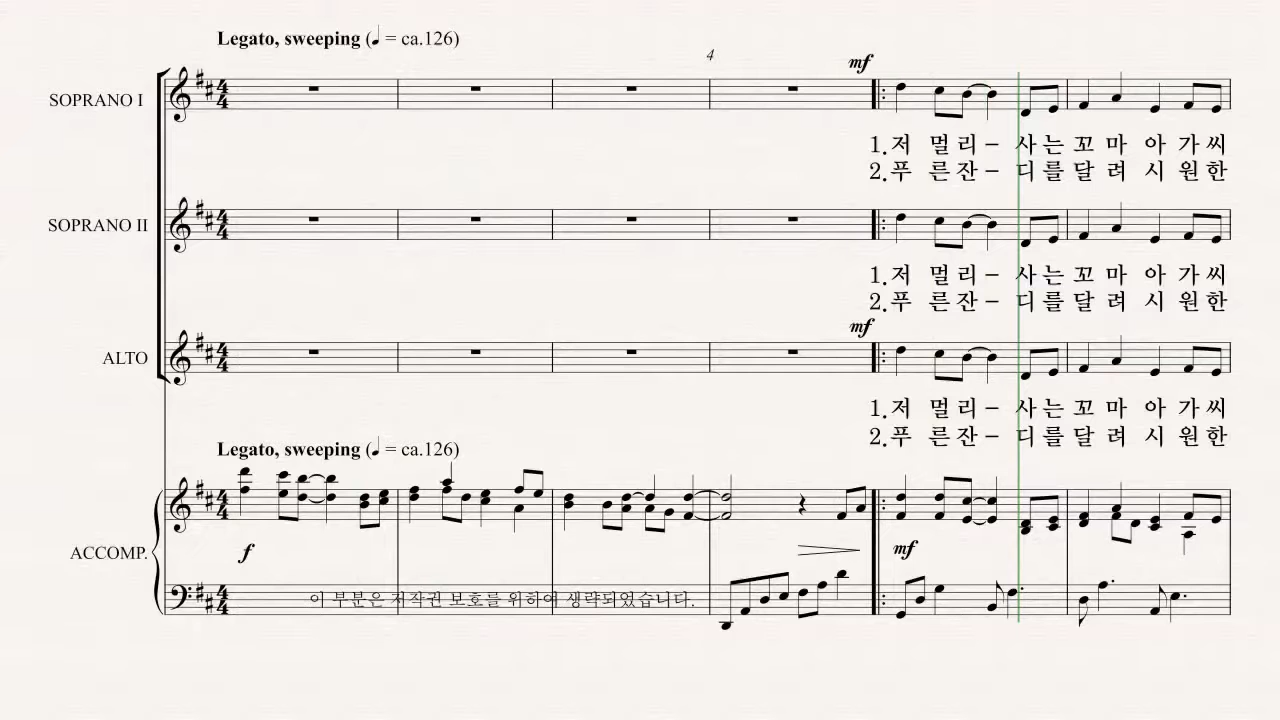 Legato, sweeping (♩ = ca.126)
4
mf
SOPRANO I
1.저 멀리– 사는꼬 마 아 가씨
2.푸 른잔– 디를달 려 시 원한
SOPRANO II
1.저 멀리– 사는꼬 마 아 가씨
2.푸 른잔– 디를달 려 시 원한
mf
ALTO
1.저 멀리– 사는꼬 마 아 가씨
2.푸 른잔– 디를달 려 시 원한
Legato, sweeping (♩ = ca.126)
ACCOMP.
f
mf
이 부분은 저작권 보호를 위하여 생략되었습니다.